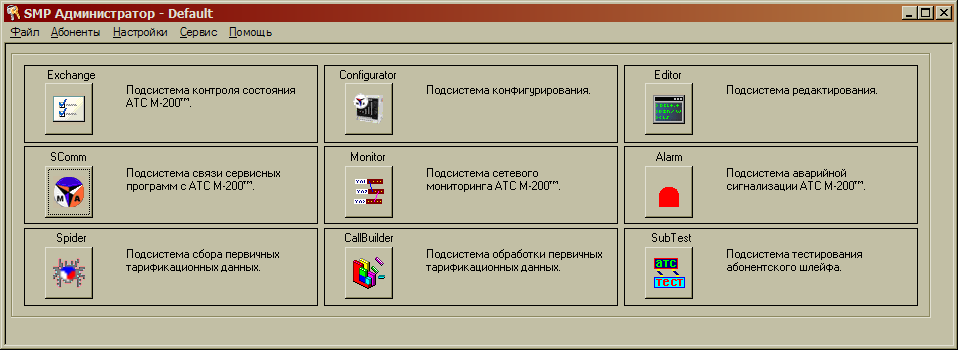 SMP Администратор - Default
Файл Абоненты Настройки Сервис Помощь
Exchange
Подсистема контроля состояния
АТС М-200™.
Configurator
Подсистема конфигурирования.
Editor
Подсистема редактирования.
SComm
М А
Подсистема связи сервисных
программ с АТС М-200™.
Monitor
Подсистема сетевого
мониторинга АТС М-200™.
Alarm
Подсистема аварийной
сигнализации АТС М-200™.
Spider
Подсистема сбора первичных
тарификационных данных.
CallBuilder
Подсистема обработки первичных
тарификационных данных.
SubTest
АТС
ТЕСТ
Подсистема тестирования
абонентского шлейфа.